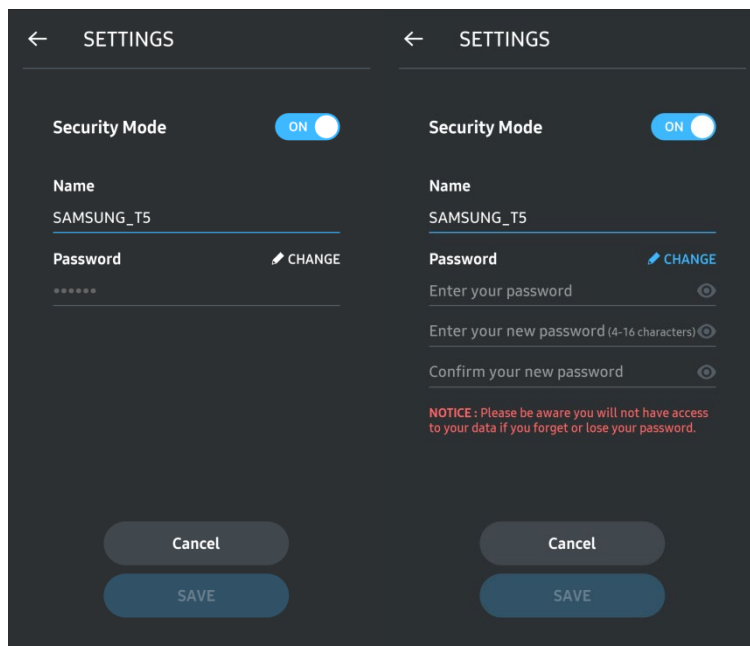 SETTINGS
Security Mode
ON
Name
SAMSUNG_T5
Password
CHANGE
••••••
Cancel
SAVE
SETTINGS
Security Mode
ON
Name
SAMSUNG_T5
Password
CHANGE
Enter your password
Enter your new password (4-16 characters)
Confirm your new password
NOTICE : Please be aware you will not have access
to your data if you forget or lose your password.
Cancel
SAVE